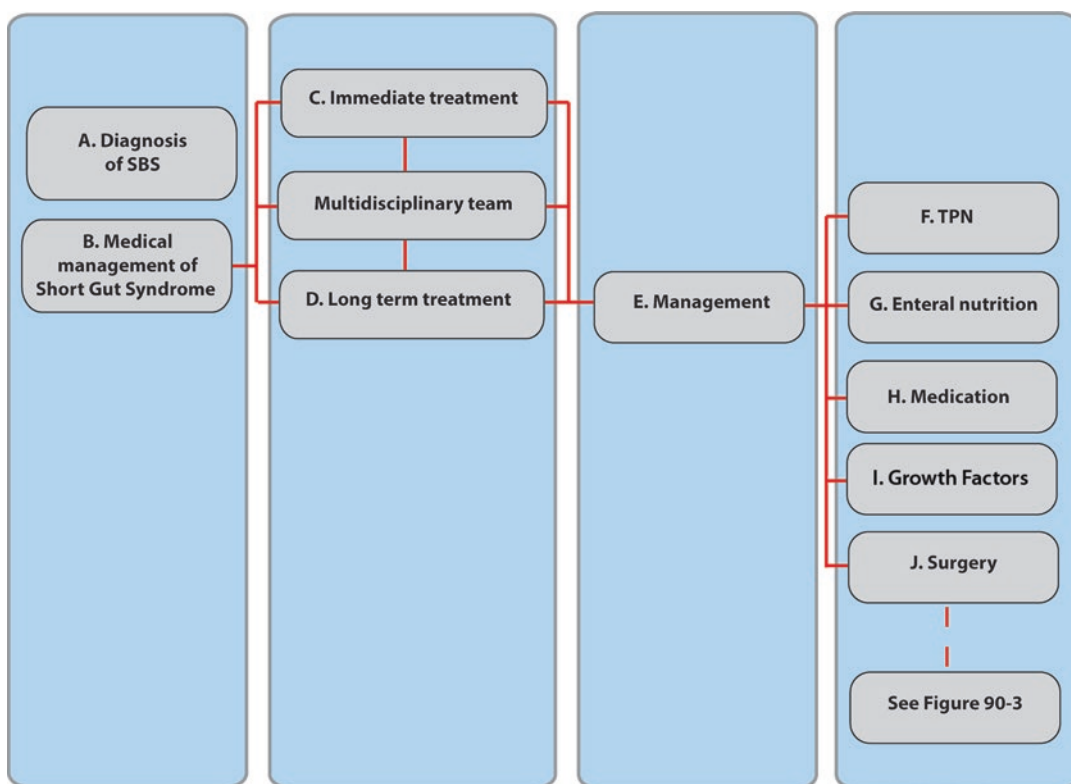 A. Diagnosis
of SBS
B. Medical
management of
Short Gut Syndrome
C. Immediate treatment
Multidisciplinary team
D. Long term treatment
E. Management
F. TPN
G. Enteral nutrition
H. Medication
I. Growth Factors
J. Surgery
See Figure 90-3